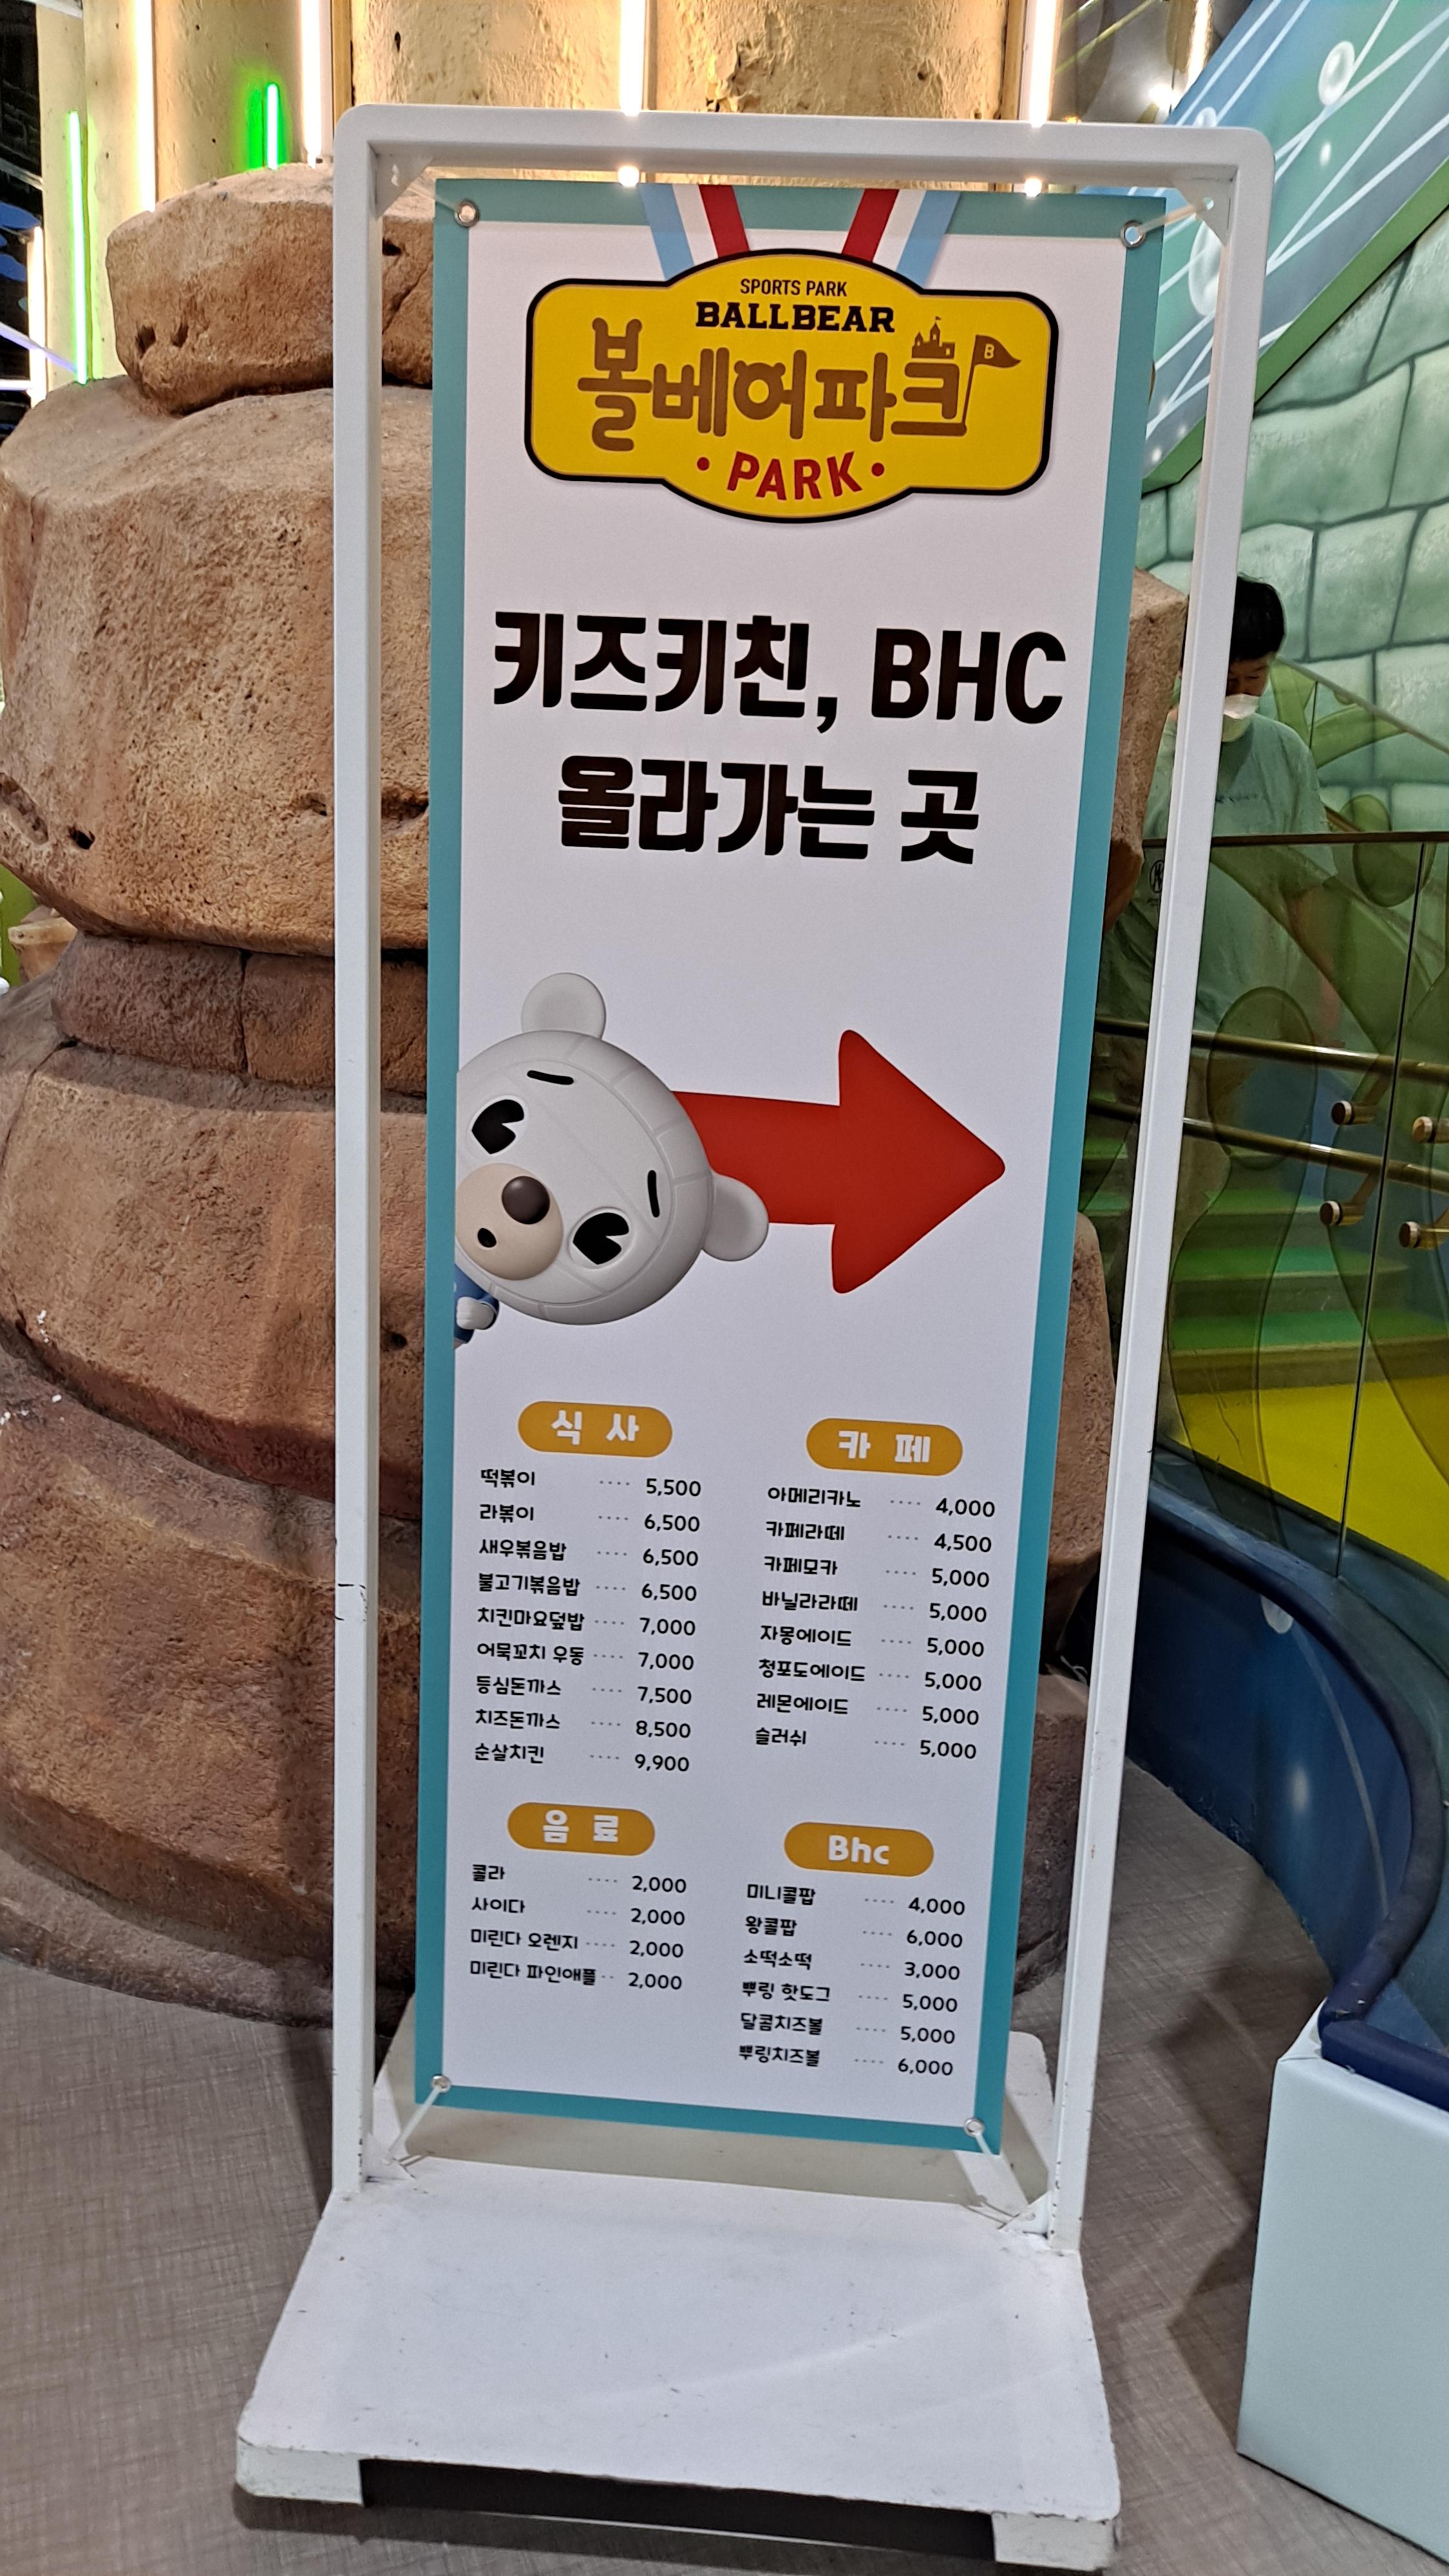 SPORTS PARK
BALLBEAR
볼베어파크
B
• PARK •
키즈키친, BHC
올라가는 곳
식 사
떡볶이 ···· 5,500
라볶이 ···· 6,500
새우볶음밥 ···· 6,500
불고기볶음밥 ···· 6,500
치킨마요덮밥 ···· 7,000
어묵꼬치 우동 ···· 7,000
등심돈까스 ···· 7,500
치즈돈까스 ···· 8,500
순살치킨 ···· 9,900
카 페
아메리카노 ···· 4,000
카페라떼 ···· 4,500
카페모카 ···· 5,000
바닐라라떼 ···· 5,000
자몽에이드 ···· 5,000
청포도에이드 ···· 5,000
레몬에이드 ···· 5,000
슬러쉬 ···· 5,000
음 료
콜라 ···· 2,000
사이다 ···· 2,000
미린다 오렌지 ···· 2,000
미린다 파인애플 ·· 2,000
Bhc
미니콜팝 ···· 4,000
왕콜팝 ···· 6,000
소떡소떡 ···· 3,000
뿌링 핫도그 ···· 5,000
달콤치즈볼 ···· 5,000
뿌링치즈볼 ···· 6,000